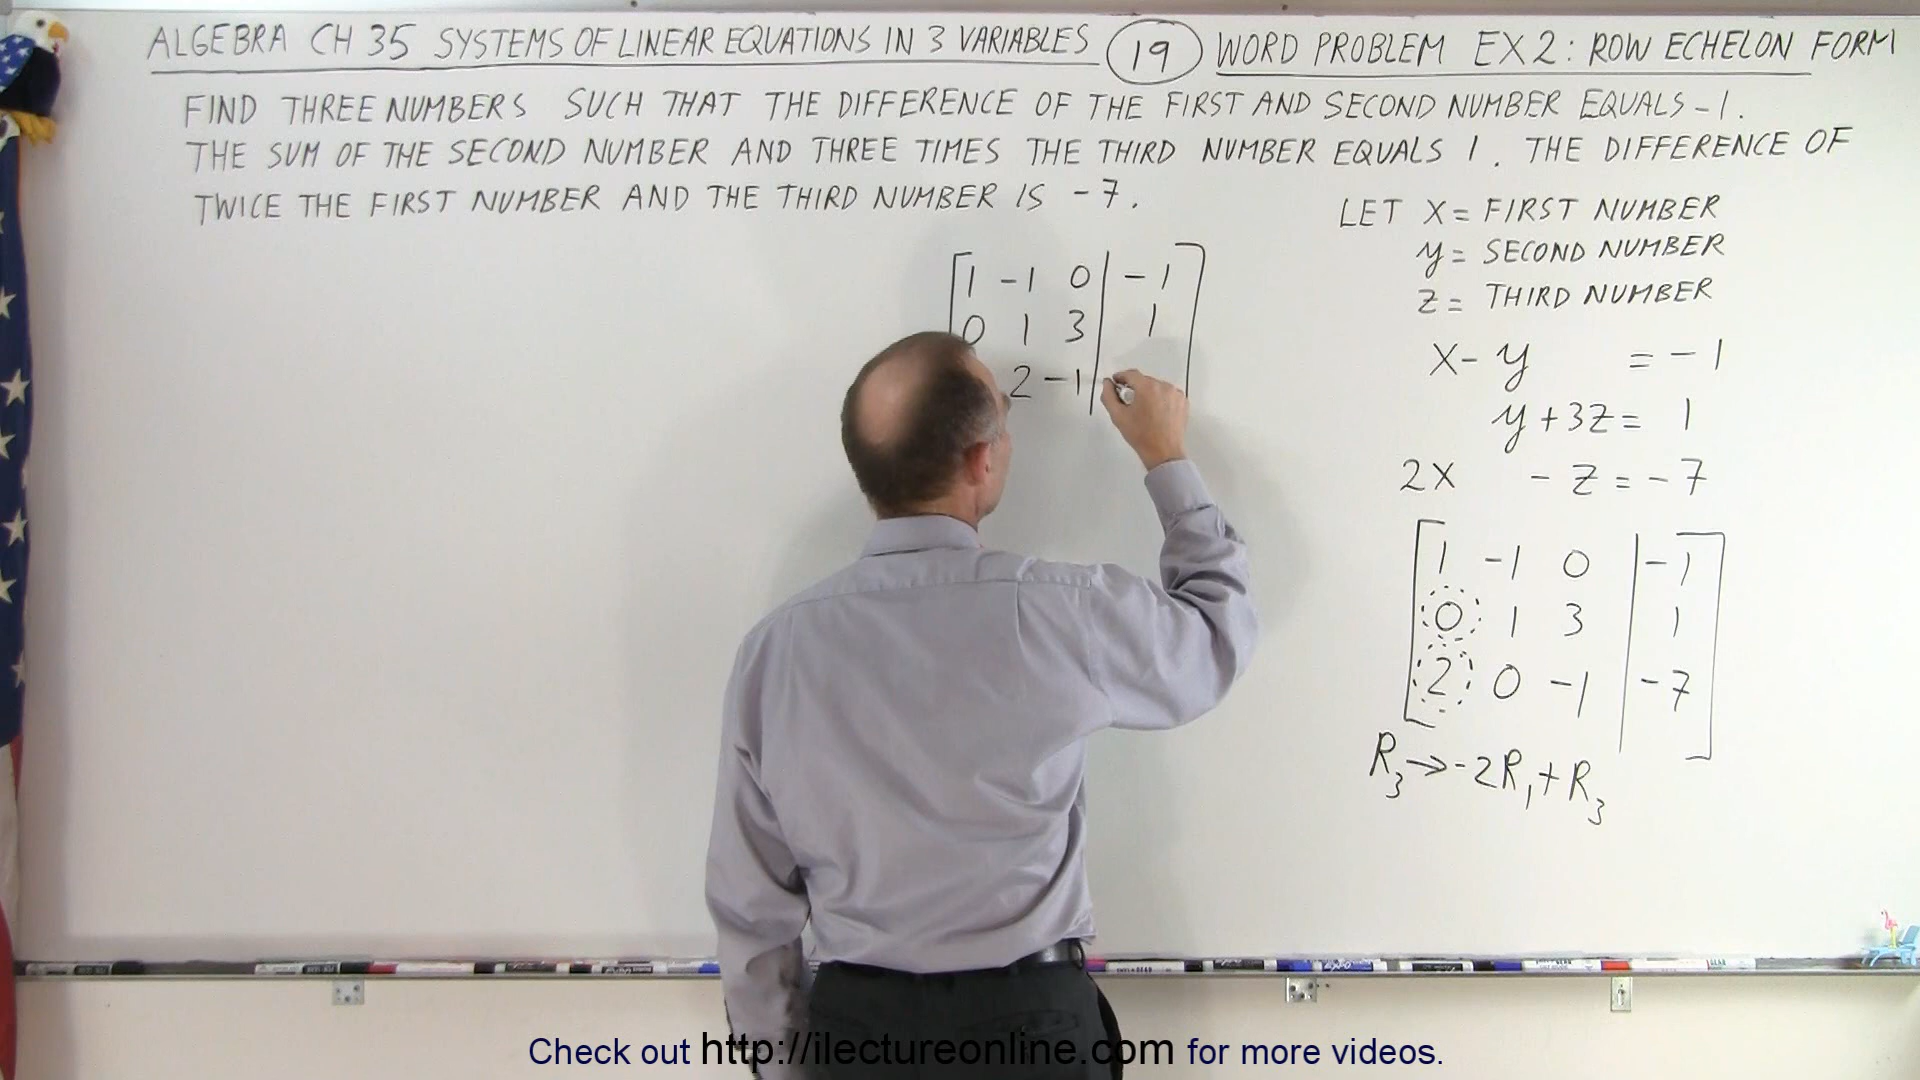 ALGEBRA CH 35 SYSTEMS OF LINEAR EQUATIONS IN 3 VARIABLES 19 WORD PROBLEM EX 2: ROW ECHELON FORM
FIND THREE NUMBERS SUCH THAT THE DIFFERENCE OF THE FIRST AND SECOND NUMBER EQUALS -1.
THE SUM OF THE SECOND NUMBER AND THREE TIMES THE THIRD NUMBER EQUALS 1. THE DIFFERENCE OF
TWICE THE FIRST NUMBER AND THE THIRD NUMBER IS -7.
LET X = FIRST NUMBER
y = SECOND NUMBER
Z = THIRD NUMBER
1 -1 0 | -1
0 1 3 | 1
2 -1 |
X - y = -1
y + 3Z = 1
2X - Z = -7
1 -1 0 | -1
0 1 3 | 1
2 0 -1 | -7
R3 → -2R1 + R3
Check out http://ilectureonline.com for more videos.